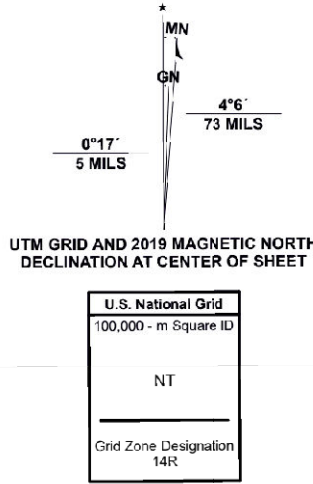 MN
GN
4°6´
73 MILS
0°17´
5 MILS
UTM GRID AND 2019 MAGNETIC NORTH
DECLINATION AT CENTER OF SHEET
U.S. National Grid
100,000 - m Square ID
NT
Grid Zone Designation
14R